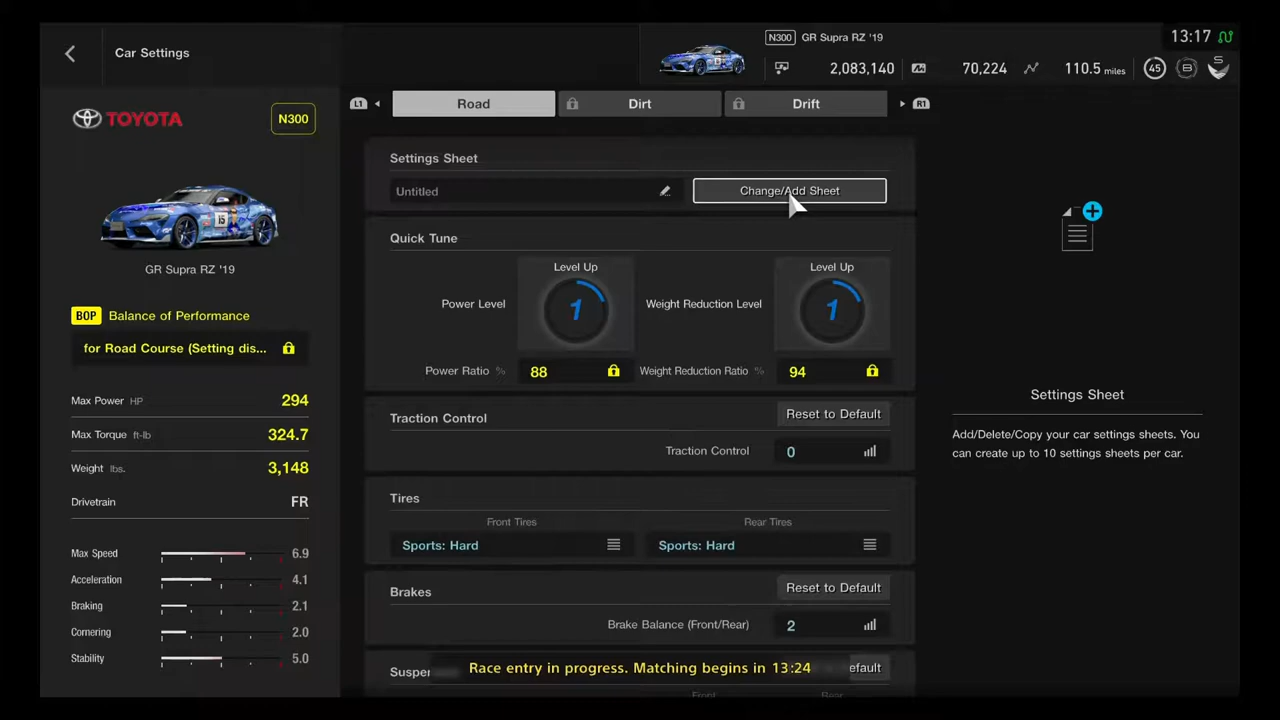 Car Settings
N300 GR Supra RZ '19
13:17
2,083,140
70,224
110.5 miles
45
B
S
TOYOTA
N300
15
GR Supra RZ '19
BOP Balance of Performance
for Road Course (Setting dis...
Max Power HP 294
Max Torque ft-lb 324.7
Weight lbs. 3,148
Drivetrain FR
Max Speed 6.9
Acceleration 4.1
Braking 2.1
Cornering 2.0
Stability 5.0
L1 Road Dirt Drift R1
Settings Sheet
Untitled Change/Add Sheet
Quick Tune
Level Up Level Up
Power Level 1 Weight Reduction Level 1
Power Ratio % 88 Weight Reduction Ratio % 94
Traction Control Reset to Default
Traction Control 0
Tires
Front Tires Rear Tires
Sports: Hard Sports: Hard
Brakes Reset to Default
Brake Balance (Front/Rear) 2
Race entry in progress. Matching begins in 13:24
Suspe efault
Front Rear
Settings Sheet
Add/Delete/Copy your car settings sheets. You
can create up to 10 settings sheets per car.